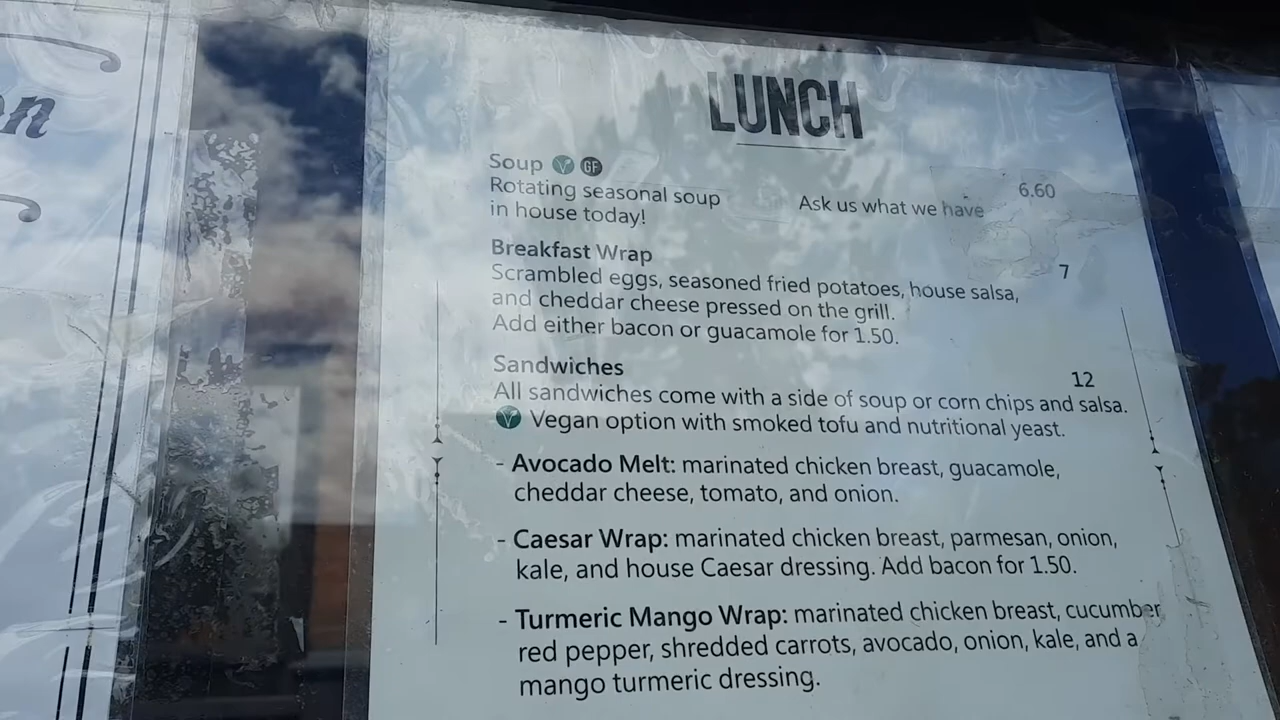 n
LUNCH
Soup V GF 6.60
Rotating seasonal soup Ask us what we have
in house today!
Breakfast Wrap 7
Scrambled eggs, seasoned fried potatoes, house salsa,
and cheddar cheese pressed on the grill.
Add either bacon or guacamole for 1.50.
Sandwiches 12
All sandwiches come with a side of soup or corn chips and salsa.
V Vegan option with smoked tofu and nutritional yeast.
- Avocado Melt: marinated chicken breast, guacamole,
cheddar cheese, tomato, and onion.
- Caesar Wrap: marinated chicken breast, parmesan, onion,
kale, and house Caesar dressing. Add bacon for 1.50.
- Turmeric Mango Wrap: marinated chicken breast, cucumber
red pepper, shredded carrots, avocado, onion, kale, and a
mango turmeric dressing.